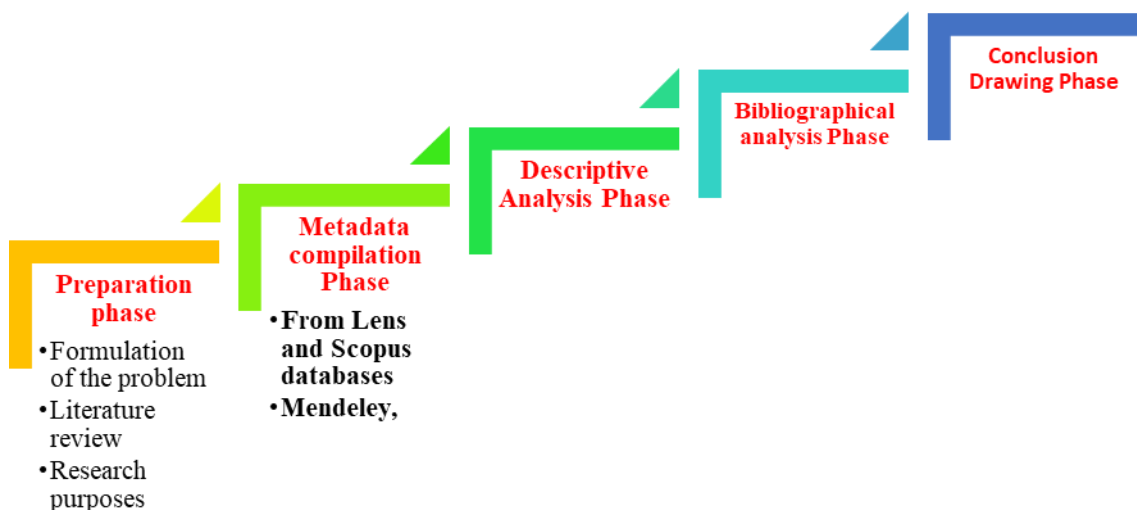 Preparation
phase
•Formulation
of the problem
•Literature
review
•Research
purposes
Metadata
compilation
Phase
•From Lens
and Scopus
databases
•Mendeley,
Descriptive
Analysis Phase
Bibliographical
analysis Phase
Conclusion
Drawing Phase